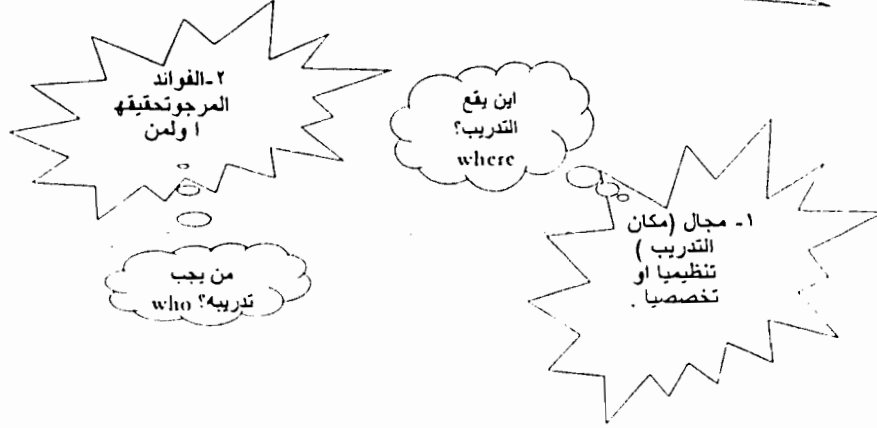 ١- مجال (مكان
التدريب )
تنظيميا او
تخصصيا .
اين يقع
التدريب؟
where
٢-الفوائد
المرجوتحقيقه
ا ولمن
من يجب
تدريبه؟ who